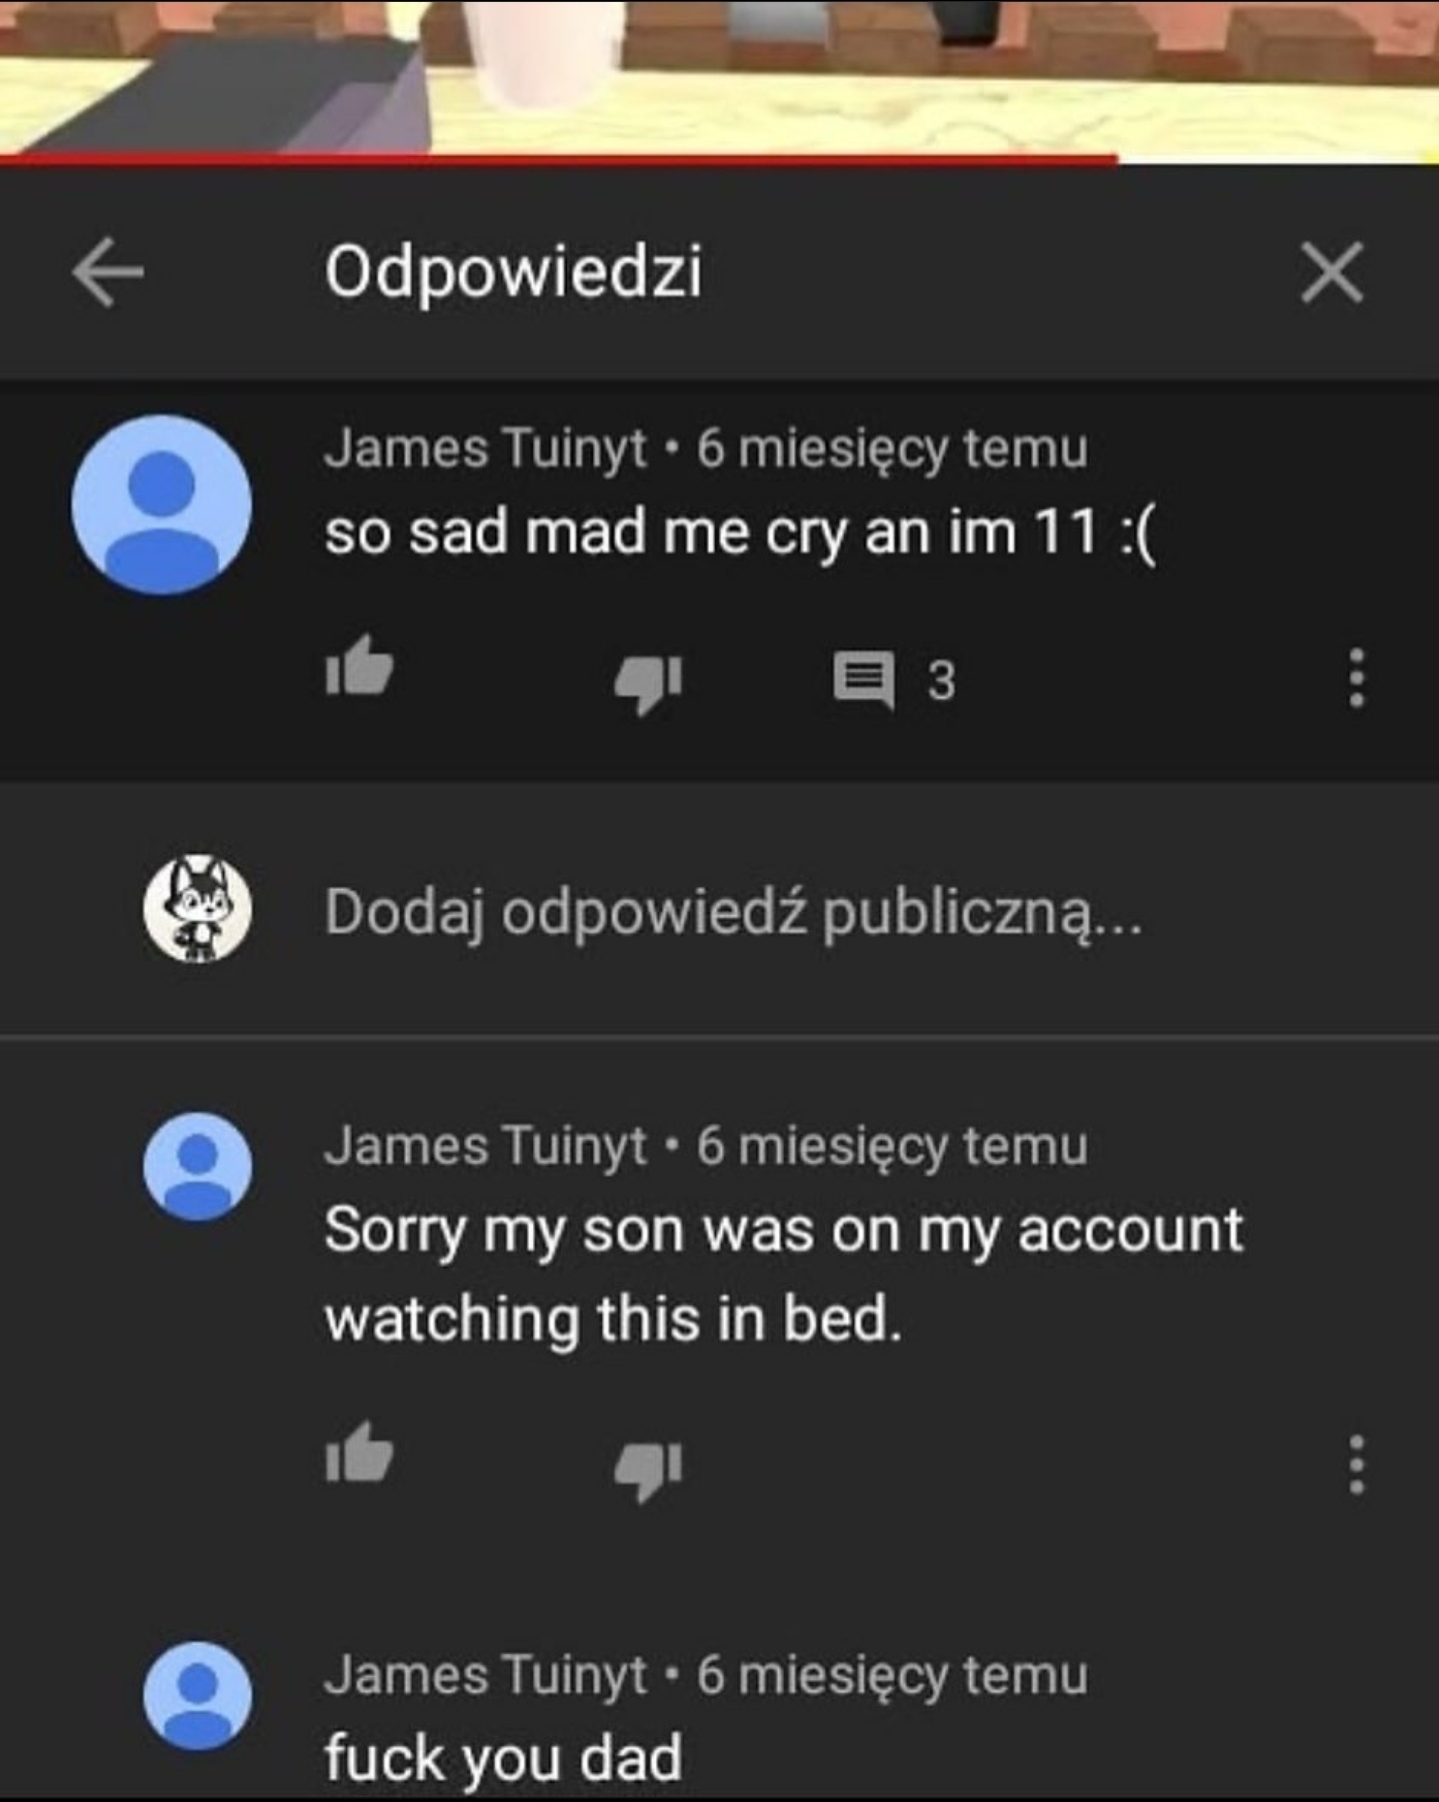 Odpowiedzi
James Tuinyt • 6 miesięcy temu
so sad mad me cry an im 11 :(
3
Dodaj odpowiedź publiczną...
James Tuinyt • 6 miesięcy temu
Sorry my son was on my account
watching this in bed.
James Tuinyt • 6 miesięcy temu
fuck you dad